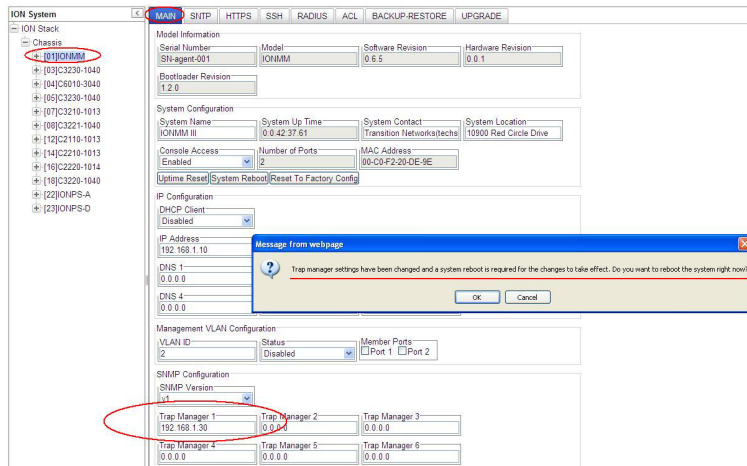 ION System
<
MAIN SNTP HTTPS SSH RADIUS ACL BACKUP-RESTORE UPGRADE
ION Stack
Chassis
[01]IONMM
[03]C3230-1040
[04]C6010-3040
[05]C3230-1040
[07]C3210-1013
[08]C3221-1040
[12]C2110-1013
[14]C2210-1013
[16]C2220-1014
[18]C3220-1040
[22]IONPS-A
[23]IONPS-D
Model Information
Serial Number Model Software Revision Hardware Revision
SN-agent-001 IONMM 0.6.5 0.0.1
Bootloader Revision
1.2.0
System Configuration
System Name System Up Time System Contact System Location
IONMM III 0:0:42:37.61 Transition Networks(techs 10900 Red Circle Drive
Console Access Number of Ports MAC Address
Enabled 2 00-C0-F2-20-DE-9E
Uptime Reset System Reboot Reset To Factory Config
IP Configuration
DHCP Client
Disabled
IP Address
192.168.1.10
DNS 1
0.0.0.0
DNS 4
0.0.0.0
Message from webpage
Trap manager settings have been changed and a system reboot is required for the changes to take effect. Do you want to reboot the system right now?
OK Cancel
Management VLAN Configuration
VLAN ID Status Member Ports
2 Disabled Port 1 Port 2
SNMP Configuration
SNMP Version
v1
Trap Manager 1 Trap Manager 2 Trap Manager 3
192.168.1.30 0.0.0.0 0.0.0.0
Trap Manager 4 Trap Manager 5 Trap Manager 6
0.0.0.0 0.0.0.0 0.0.0.0